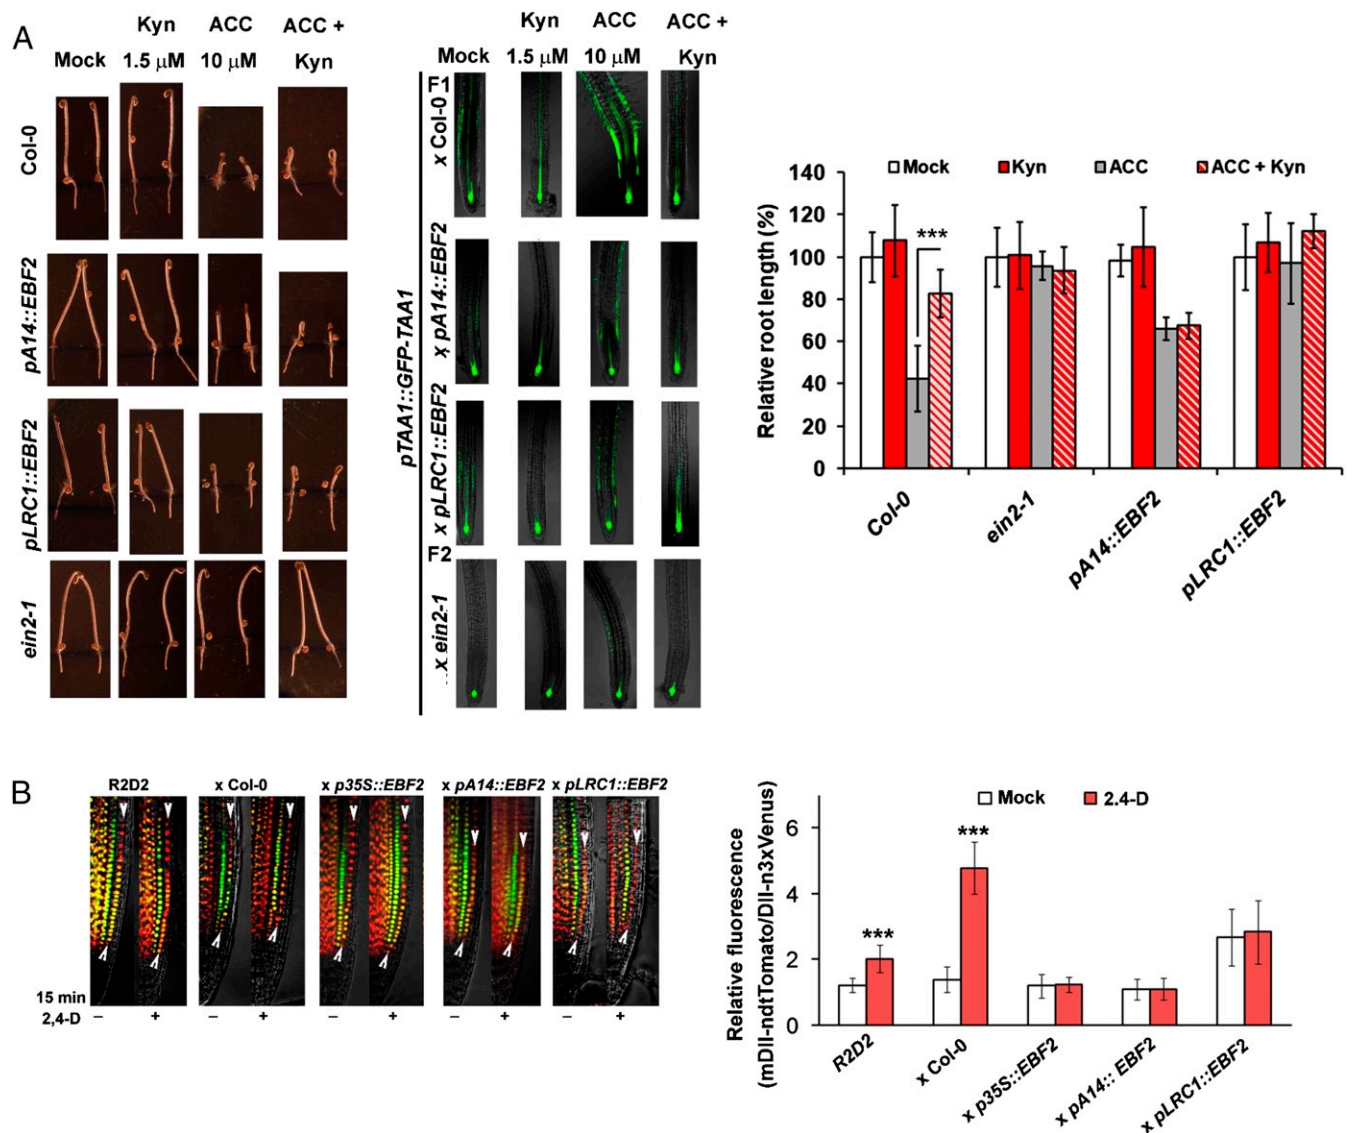 A
Kyn ACC ACC +
Mock 1.5 μM 10 μM Kyn
Col-0
pA14::EBF2
pLRC1::EBF2
ein2-1
Kyn ACC ACC +
Mock 1.5 μM 10 μM Kyn
pTAA1::GFP-TAA1
F1
x Col-0
x pA14::EBF2
x pLRC1::EBF2
F2
x ein2-1
Mock Kyn ACC ACC + Kyn
Relative root length (%)
140
120
100
80
60
40
20
0
***
Col-0
ein2-1
pA14::EBF2
pLRC1::EBF2
B
R2D2 x Col-0 x p35S::EBF2 x pA14::EBF2 x pLRC1::EBF2
15 min
2,4-D – + – + – + – + – +
Mock 2.4-D
Relative fluorescence
(mDII-ndtTomato/DII-n3xVenus)
6
4
2
0
***
***
R2D2
x Col-0
x p35S::EBF2
x pA14:: EBF2
x pLRC1::EBF2